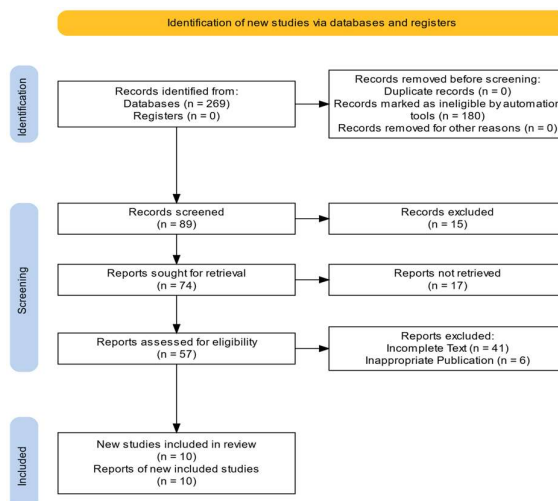 Identification of new studies via databases and registers
Identification
Records identified from:
Databases (n = 269)
Registers (n = 0)
Records removed before screening:
Duplicate records (n = 0)
Records marked as ineligible by automation
tools (n = 180)
Records removed for other reasons (n = 0)
Screening
Records screened
(n = 89)
Records excluded
(n = 15)
Reports sought for retrieval
(n = 74)
Reports not retrieved
(n = 17)
Reports assessed for eligibility
(n = 57)
Reports excluded:
Incomplete Text (n = 41)
Inappropriate Publication (n = 6)
Included
New studies included in review
(n = 10)
Reports of new included studies
(n = 10)